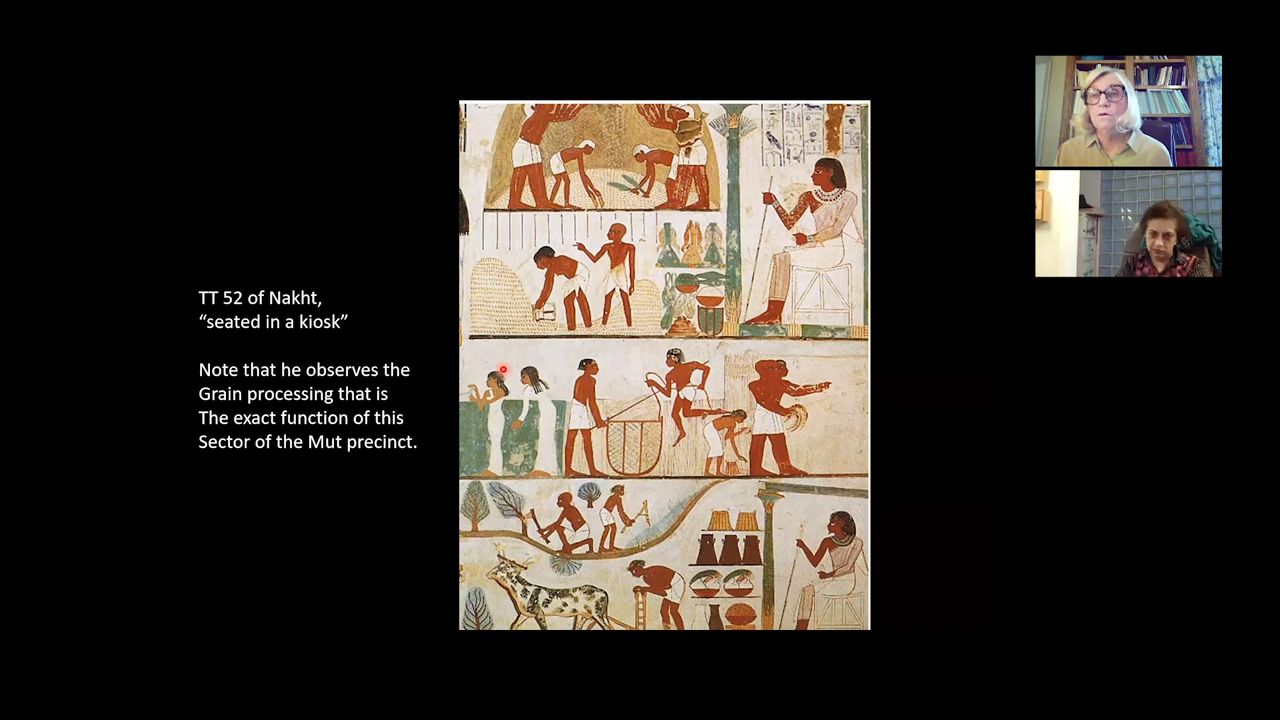 TT 52 of Nakht,
“seated in a kiosk”
Note that he observes the
Grain processing that is
The exact function of this
Sector of the Mut precinct.